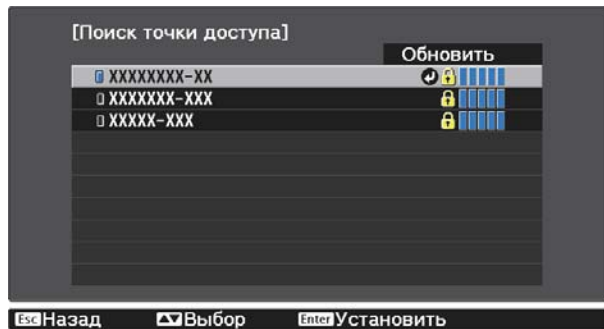 [Поиск точки доступа]
Обновить
XXXXXXXX-XX
XXXXXXX-XXX
XXXXX-XXX
Esc Назад Выбор Enter Установить